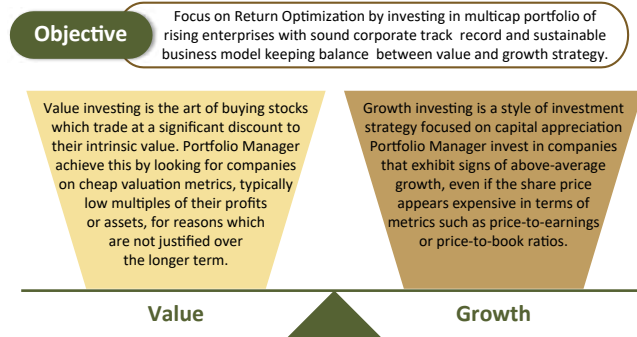 Objective
Focus on Return Optimization by investing in multicap portfolio of
rising enterprises with sound corporate track record and sustainable
business model keeping balance between value and growth strategy.
Value investing is the art of buying stocks
which trade at a significant discount to
their intrinsic value. Portfolio Manager
achieve this by looking for companies
on cheap valuation metrics, typically
low multiples of their profits
or assets, for reasons which
are not justified over
the longer term.
Growth investing is a style of investment
strategy focused on capital appreciation
Portfolio Manager invest in companies
that exhibit signs of above-average
growth, even if the share price
appears expensive in terms of
metrics such as price-to-earnings
or price-to-book ratios.
Value
Growth